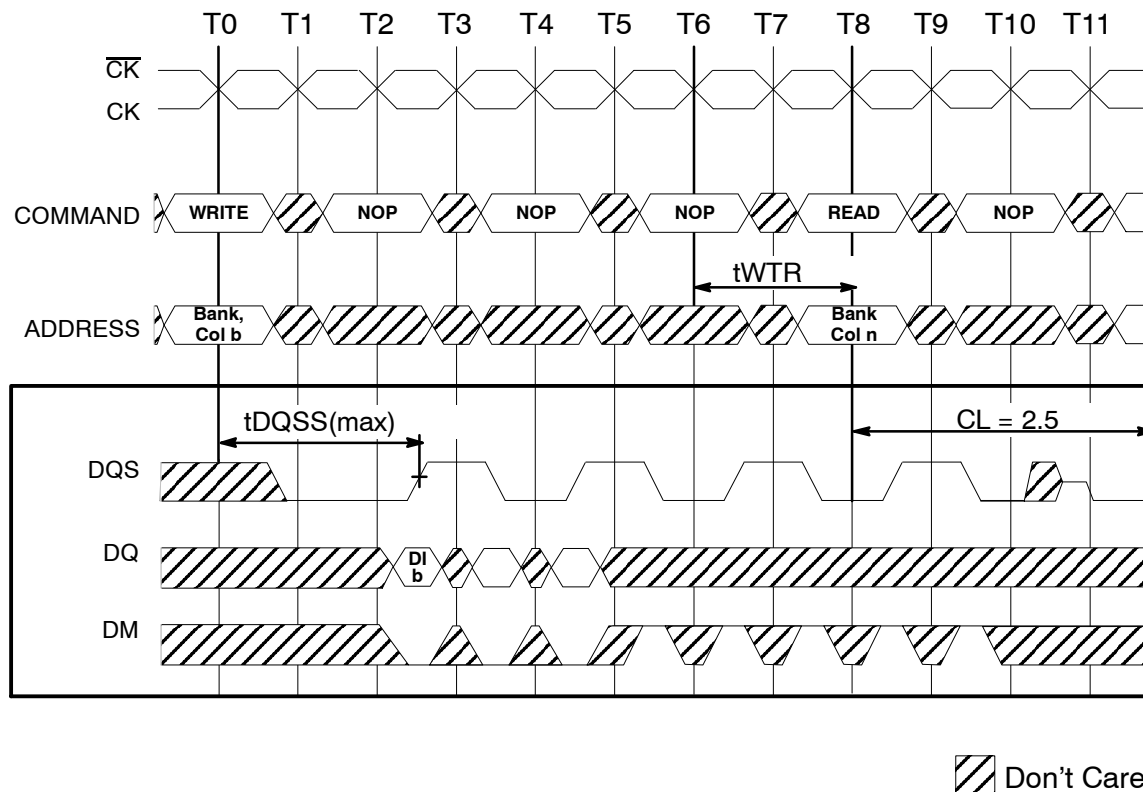 T0 T1 T2 T3 T4 T5 T6 T7 T8 T9 T10 T11
CK
CK
COMMAND WRITE NOP NOP NOP READ NOP
tWTR
ADDRESS Bank, Col b Bank Col n
tDQSS(max) CL = 2.5
DQS
DQ DI b
DM
Don't Care